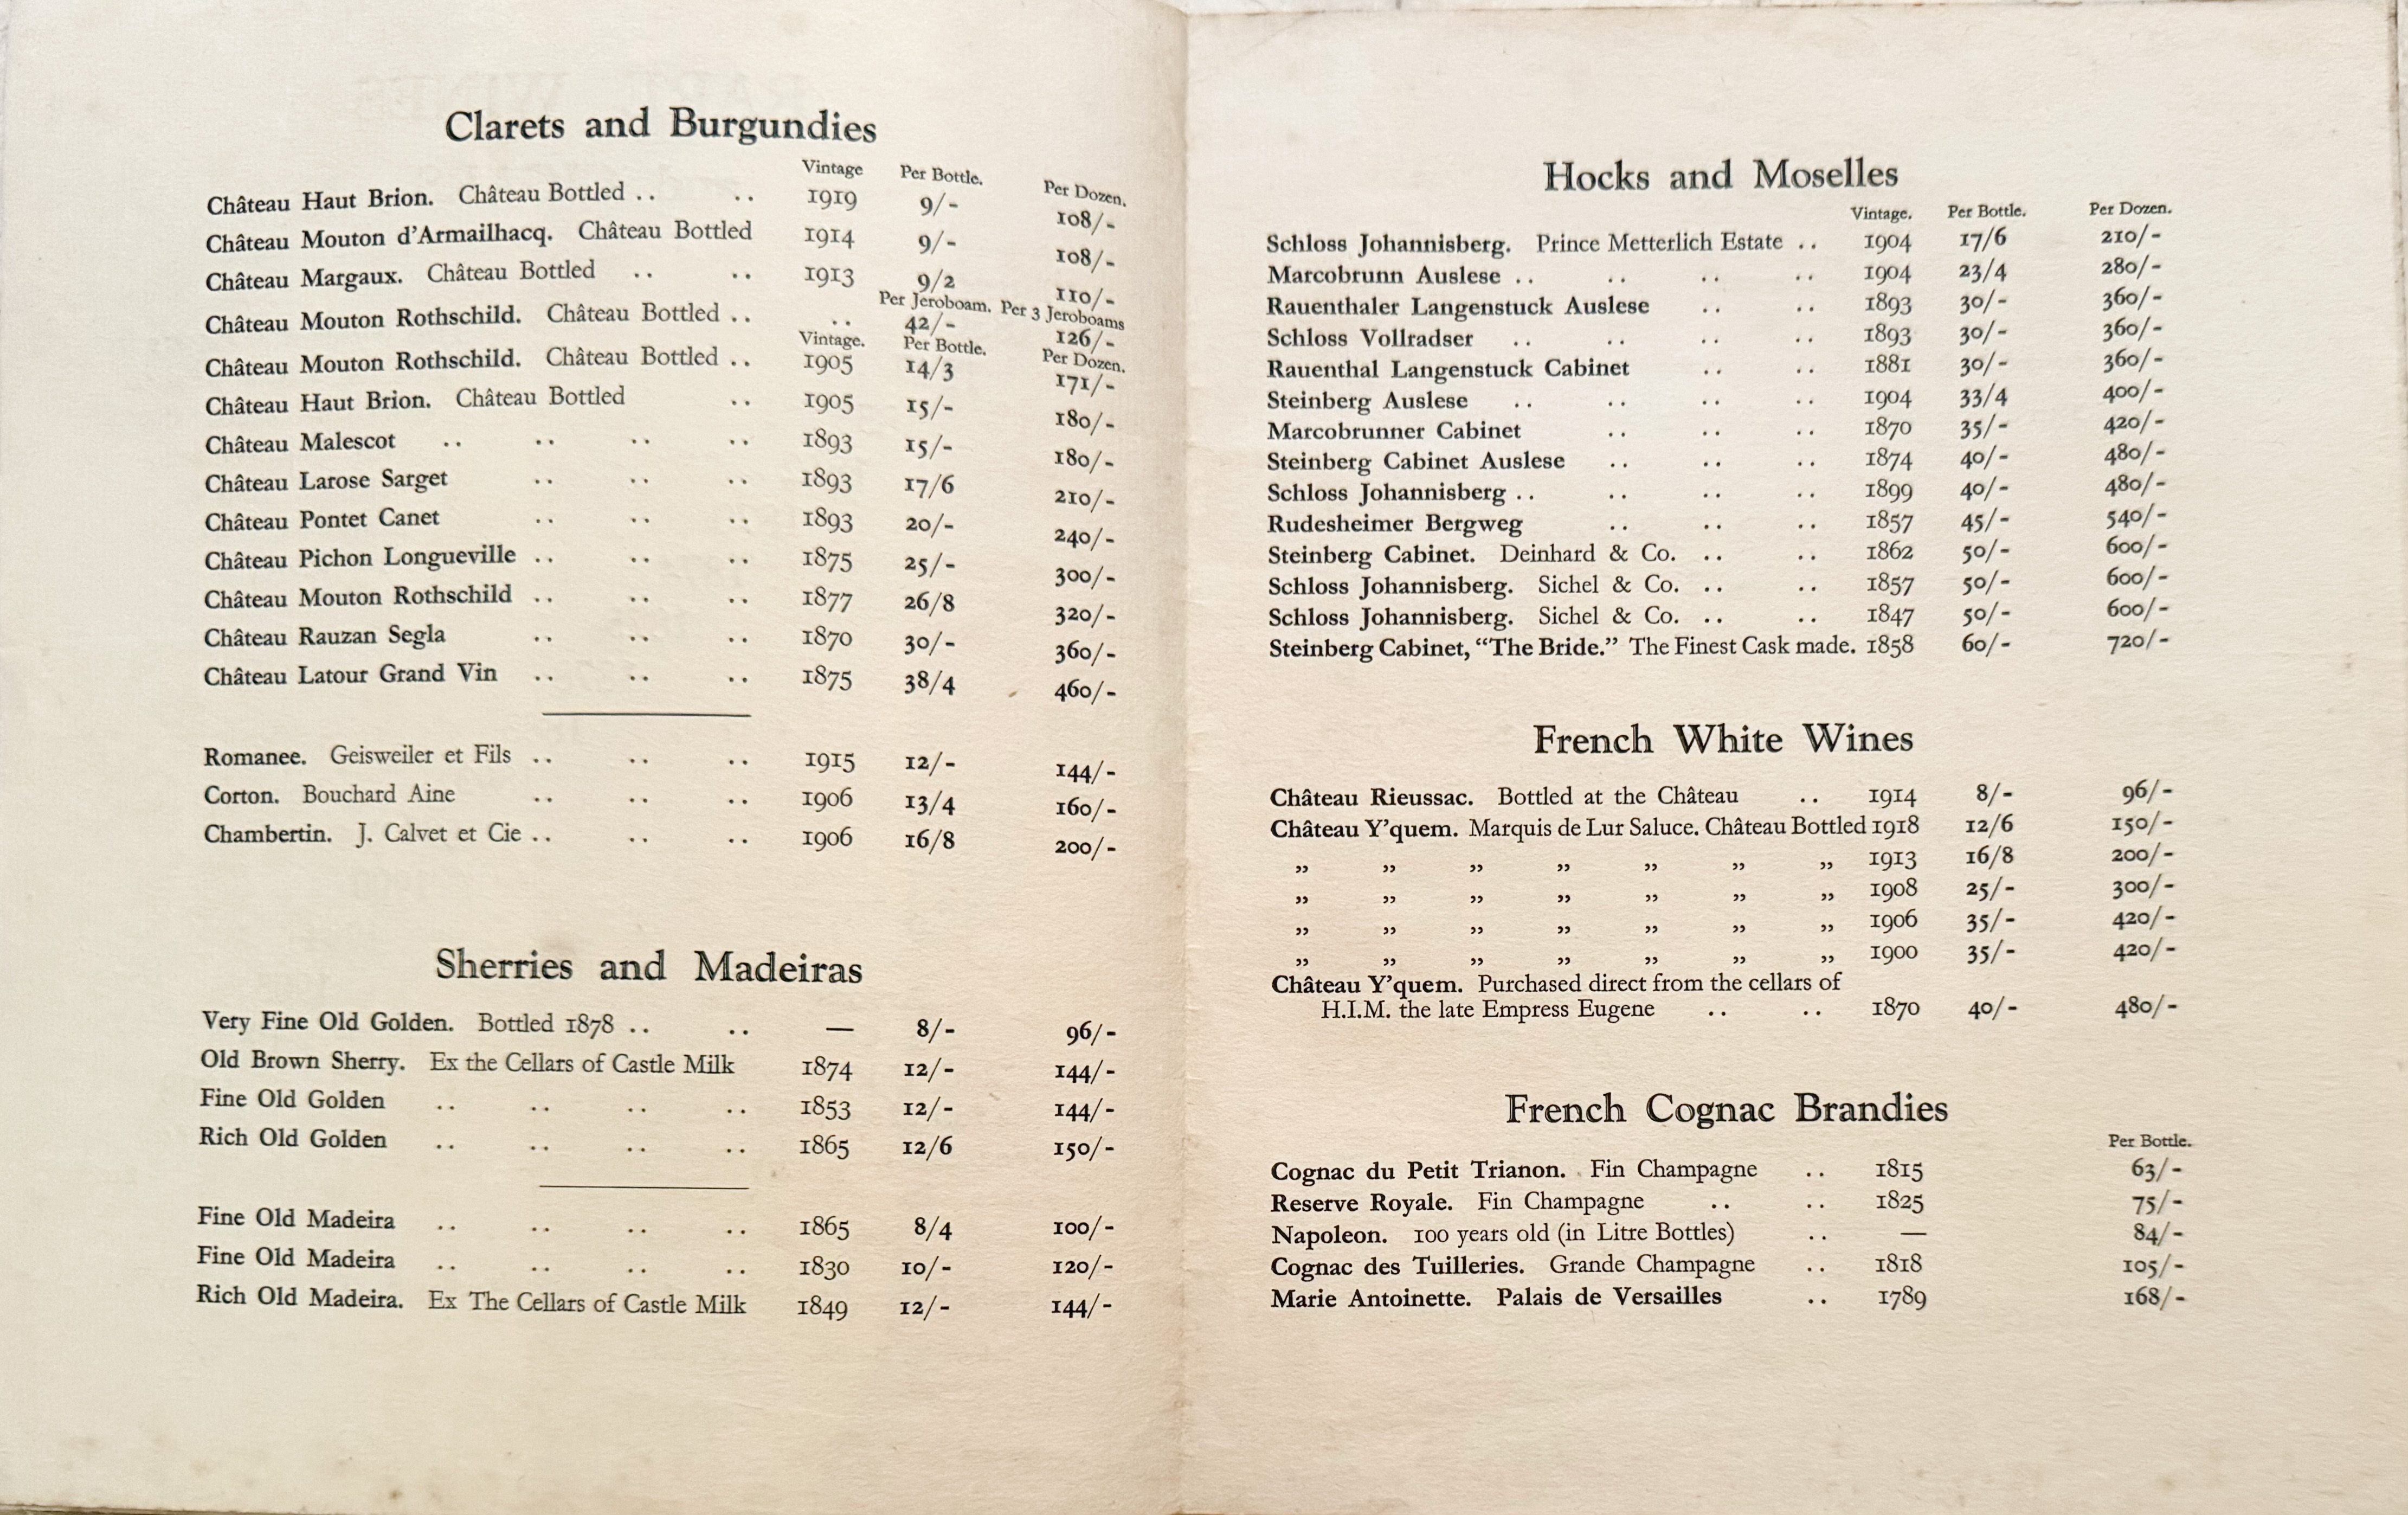 Clarets and Burgundies
Vintage Per Bottle. Per Dozen.
Château Haut Brion. Château Bottled .. .. 1919 9/- 108/-
Château Mouton d'Armailhacq. Château Bottled 1914 9/- 108/-
Château Margaux. Château Bottled .. .. 1913 9/2 110/-
Per Jeroboam. Per 3 Jeroboams
Château Mouton Rothschild. Château Bottled .. .. 42/- 126/-
Vintage. Per Bottle. Per Dozen.
Château Mouton Rothschild. Château Bottled .. 1905 14/3 171/-
Château Haut Brion. Château Bottled .. 1905 15/- 180/-
Château Malescot .. .. .. .. 1893 15/- 180/-
Château Larose Sarget .. .. .. 1893 17/6 210/-
Château Pontet Canet .. .. .. 1893 20/- 240/-
Château Pichon Longueville .. .. .. 1875 25/- 300/-
Château Mouton Rothschild .. .. .. 1877 26/8 320/-
Château Rauzan Segla .. .. .. 1870 30/- 360/-
Château Latour Grand Vin .. .. .. 1875 38/4 460/-
Romanee. Geisweiler et Fils .. .. .. 1915 12/- 144/-
Corton. Bouchard Aine .. .. .. 1906 13/4 160/-
Chambertin. J. Calvet et Cie .. .. .. 1906 16/8 200/-
Sherries and Madeiras
Very Fine Old Golden. Bottled 1878 .. .. — 8/- 96/-
Old Brown Sherry. Ex the Cellars of Castle Milk 1874 12/- 144/-
Fine Old Golden .. .. .. .. 1853 12/- 144/-
Rich Old Golden .. .. .. .. 1865 12/6 150/-
Fine Old Madeira .. .. .. .. 1865 8/4 100/-
Fine Old Madeira .. .. .. .. 1830 10/- 120/-
Rich Old Madeira. Ex The Cellars of Castle Milk 1849 12/- 144/-
Hocks and Moselles
Vintage. Per Bottle. Per Dozen.
Schloss Johannisberg. Prince Metterlich Estate .. 1904 17/6 210/-
Marcobrunn Auslese .. .. .. .. 1904 23/4 280/-
Rauenthaler Langenstuck Auslese .. .. 1893 30/- 360/-
Schloss Vollradser .. .. .. .. 1893 30/- 360/-
Rauenthal Langenstuck Cabinet .. .. 1881 30/- 360/-
Steinberg Auslese .. .. .. .. 1904 33/4 400/-
Marcobrunner Cabinet .. .. .. 1870 35/- 420/-
Steinberg Cabinet Auslese .. .. .. 1874 40/- 480/-
Schloss Johannisberg .. .. .. .. 1899 40/- 480/-
Rudesheimer Bergweg .. .. .. 1857 45/- 540/-
Steinberg Cabinet. Deinhard & Co. .. .. 1862 50/- 600/-
Schloss Johannisberg. Sichel & Co. .. .. 1857 50/- 600/-
Schloss Johannisberg. Sichel & Co. .. .. 1847 50/- 600/-
Steinberg Cabinet, “The Bride.” The Finest Cask made. 1858 60/- 720/-
French White Wines
Château Rieussac. Bottled at the Château .. 1914 8/- 96/-
Château Y'quem. Marquis de Lur Saluce. Château Bottled 1918 12/6 150/-
„ „ „ „ „ „ „ 1913 16/8 200/-
„ „ „ „ „ „ „ 1908 25/- 300/-
„ „ „ „ „ „ „ 1906 35/- 420/-
„ „ „ „ „ „ „ 1900 35/- 420/-
Château Y'quem. Purchased direct from the cellars of
H.I.M. the late Empress Eugene .. .. 1870 40/- 480/-
French Cognac Brandies
Per Bottle.
Cognac du Petit Trianon. Fin Champagne .. 1815 63/-
Reserve Royale. Fin Champagne .. .. 1825 75/-
Napoleon. 100 years old (in Litre Bottles) .. — 84/-
Cognac des Tuilleries. Grande Champagne .. 1818 105/-
Marie Antoinette. Palais de Versailles .. 1789 168/-